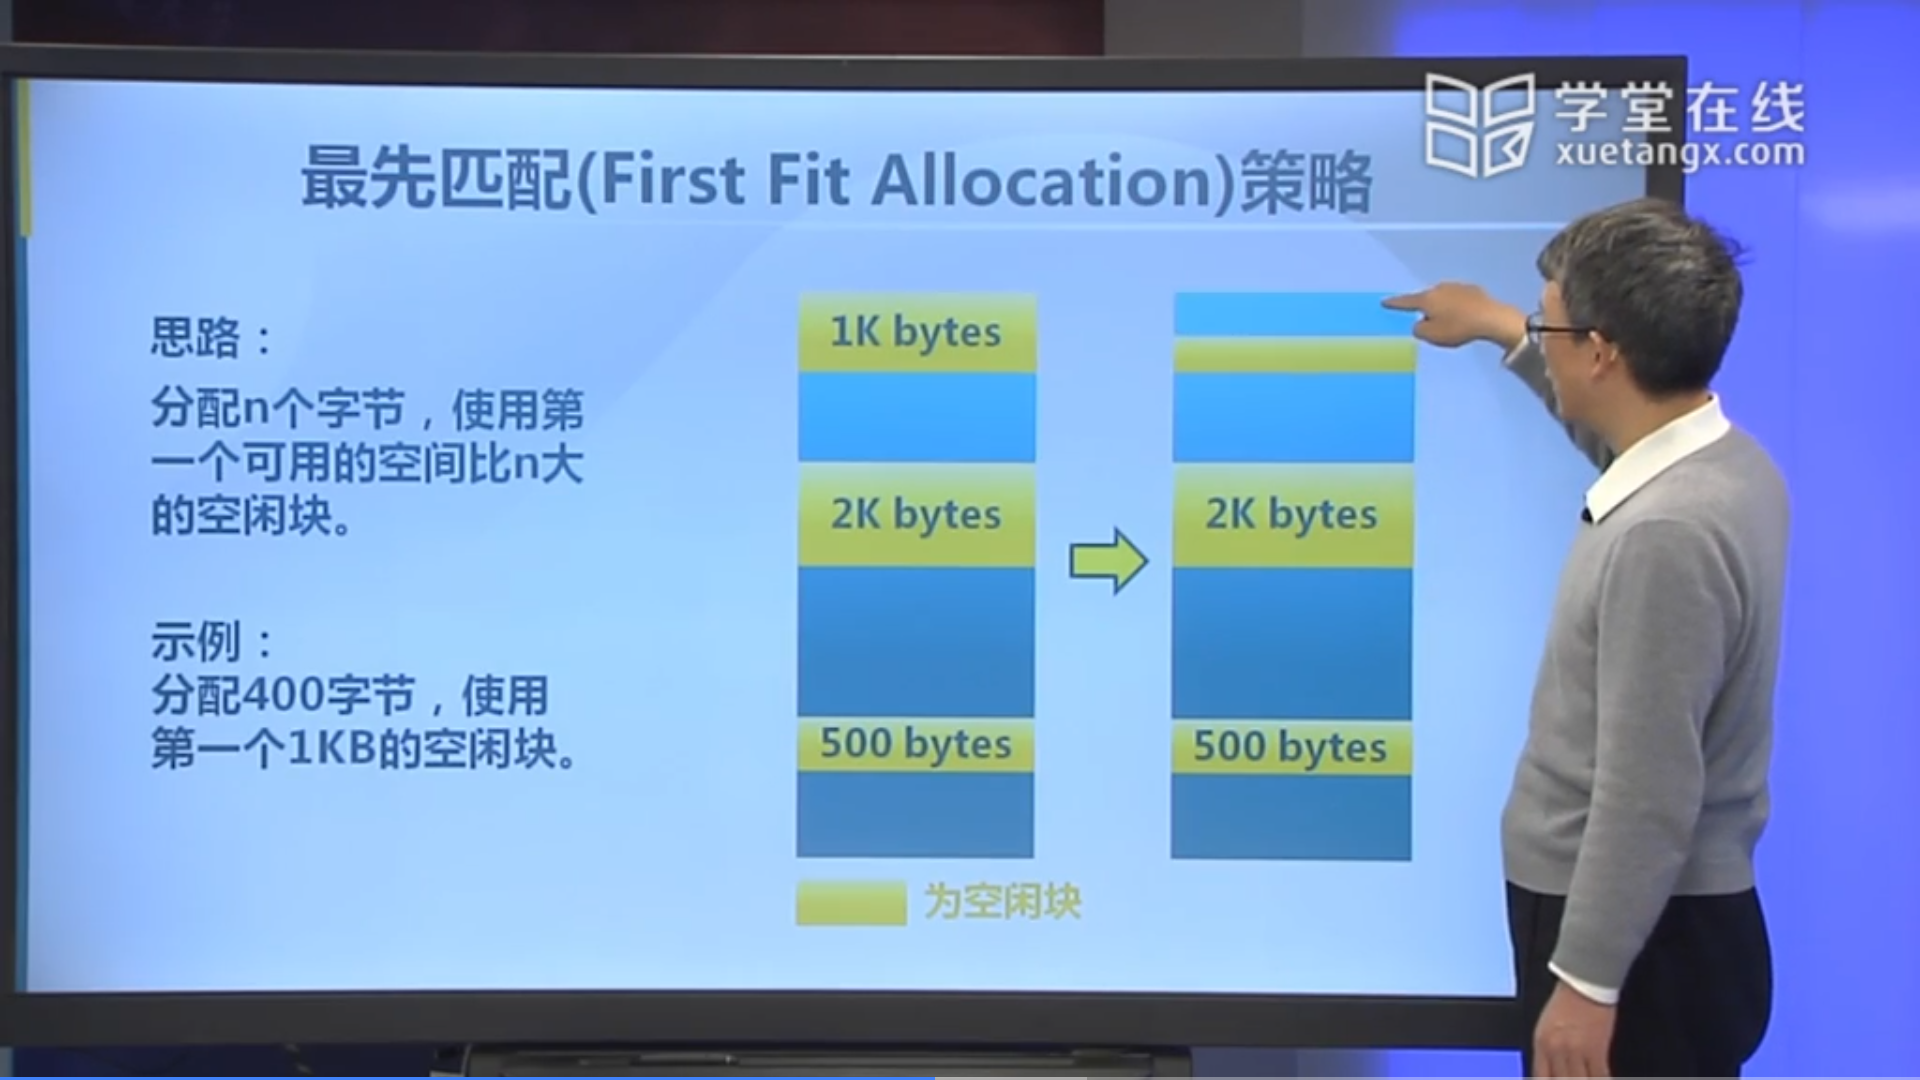 学堂在线
xuetangx.com
最先匹配(First Fit Allocation)策略
思路：
分配n个字节，使用第
一个可用的空间比n大
的空闲块。
示例：
分配400字节，使用
第一个1KB的空闲块。
1K bytes
2K bytes
500 bytes
2K bytes
500 bytes
为空闲块